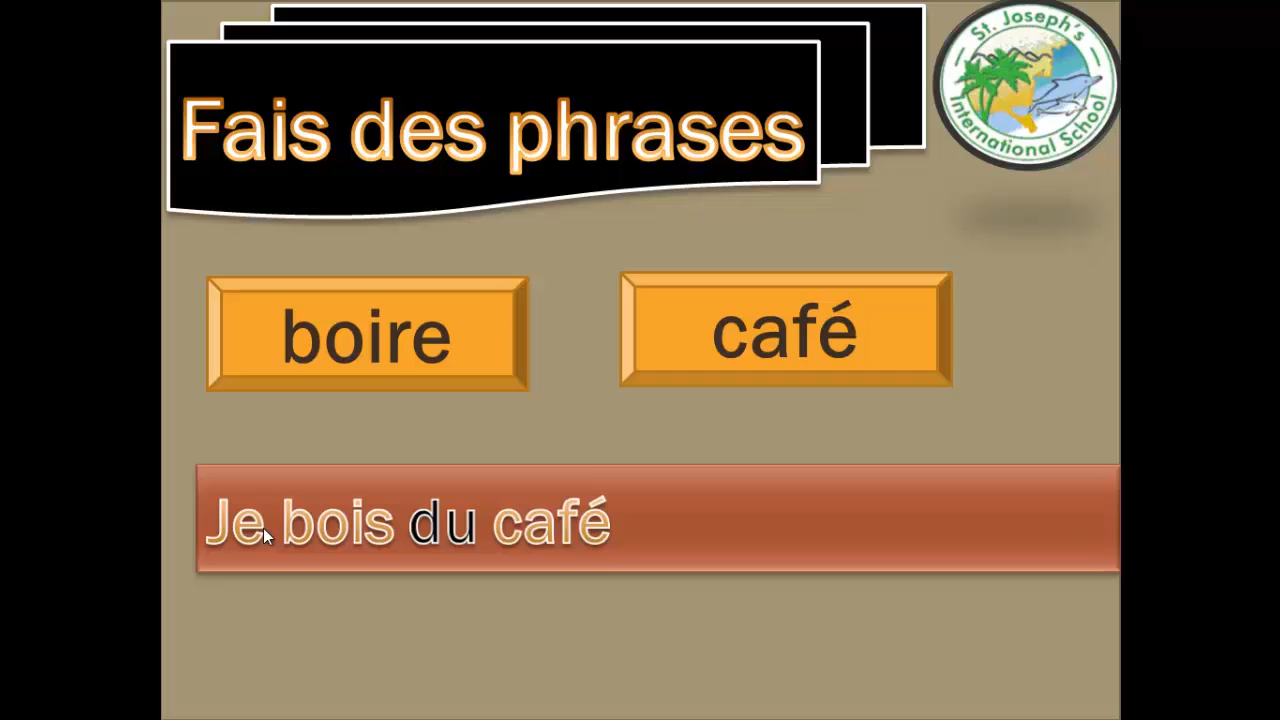 Fais des phrases
St. Joseph's
International School
boire
café
Je bois du café